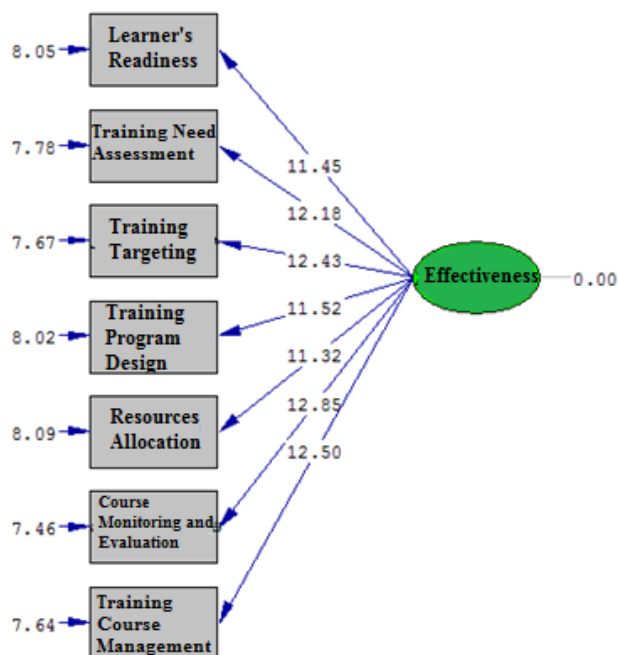 Learner's
Readiness
8.05
11.45
Training Need
Assessment
7.78
12.18
Training
Targeting
7.67
12.43
Effectiveness
0.00
Training
Program
Design
8.02
11.52
Resources
Allocation
8.09
11.32
Course
Monitoring and
Evaluation
7.46
12.85
Training
Course
Management
7.64
12.50